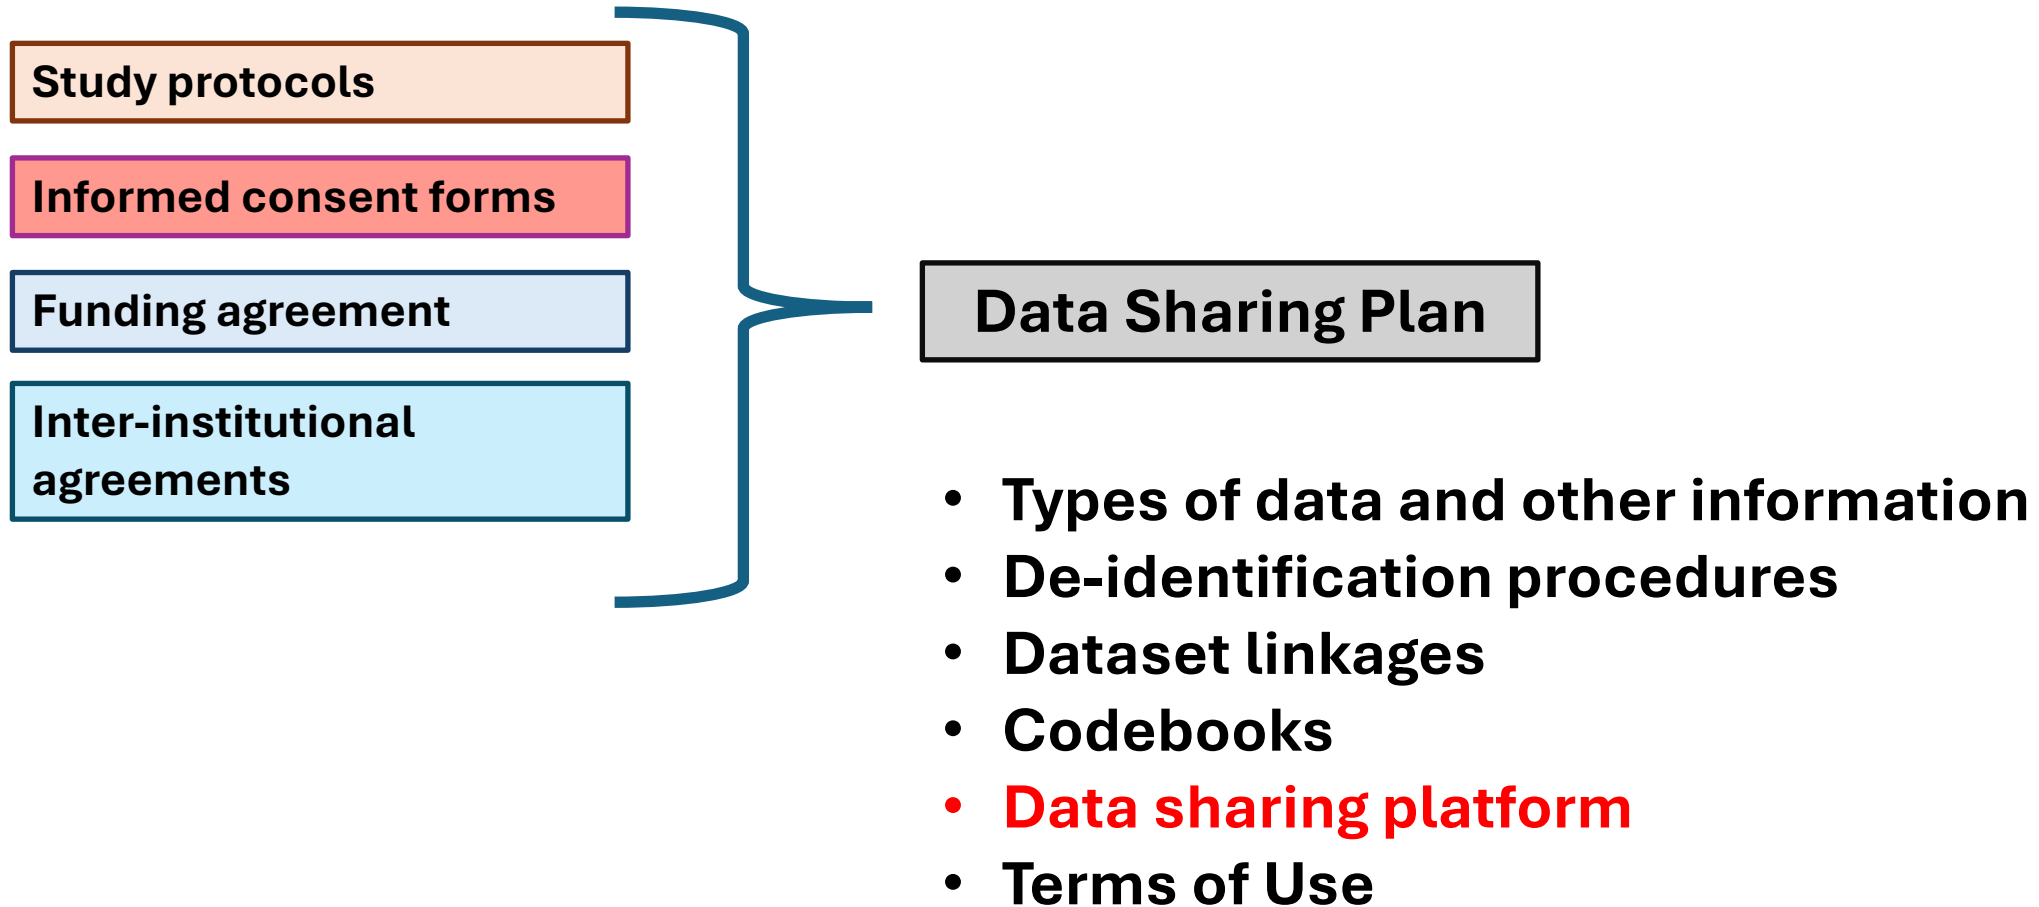 Study protocols
Informed consent forms
Funding agreement
Inter-institutional
agreements
Data Sharing Plan
• Types of data and other information
• De-identification procedures
• Dataset linkages
• Codebooks
• Data sharing platform
• Terms of Use